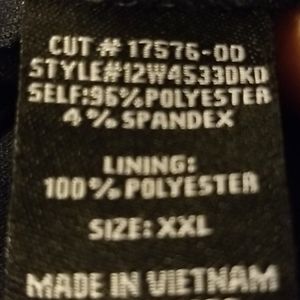 CUT # 17576-00
STYLE#12W45330KD
SELF:96%POLYESTER
4% SPANDEX
LINING:
100% POLYESTER
SIZE: XXL
MADE IN VIETNAM